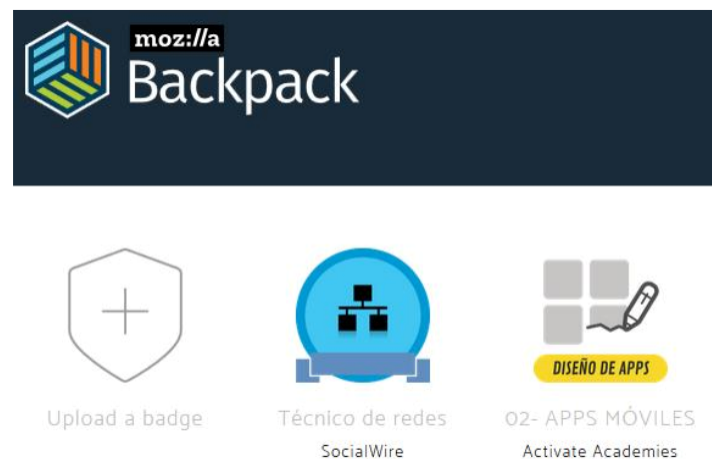 moz://a
Backpack
DISEÑO DE APPS
Upload a badge
Técnico de redes
02- APPS MÓVILES
SocialWire
Activate Academies